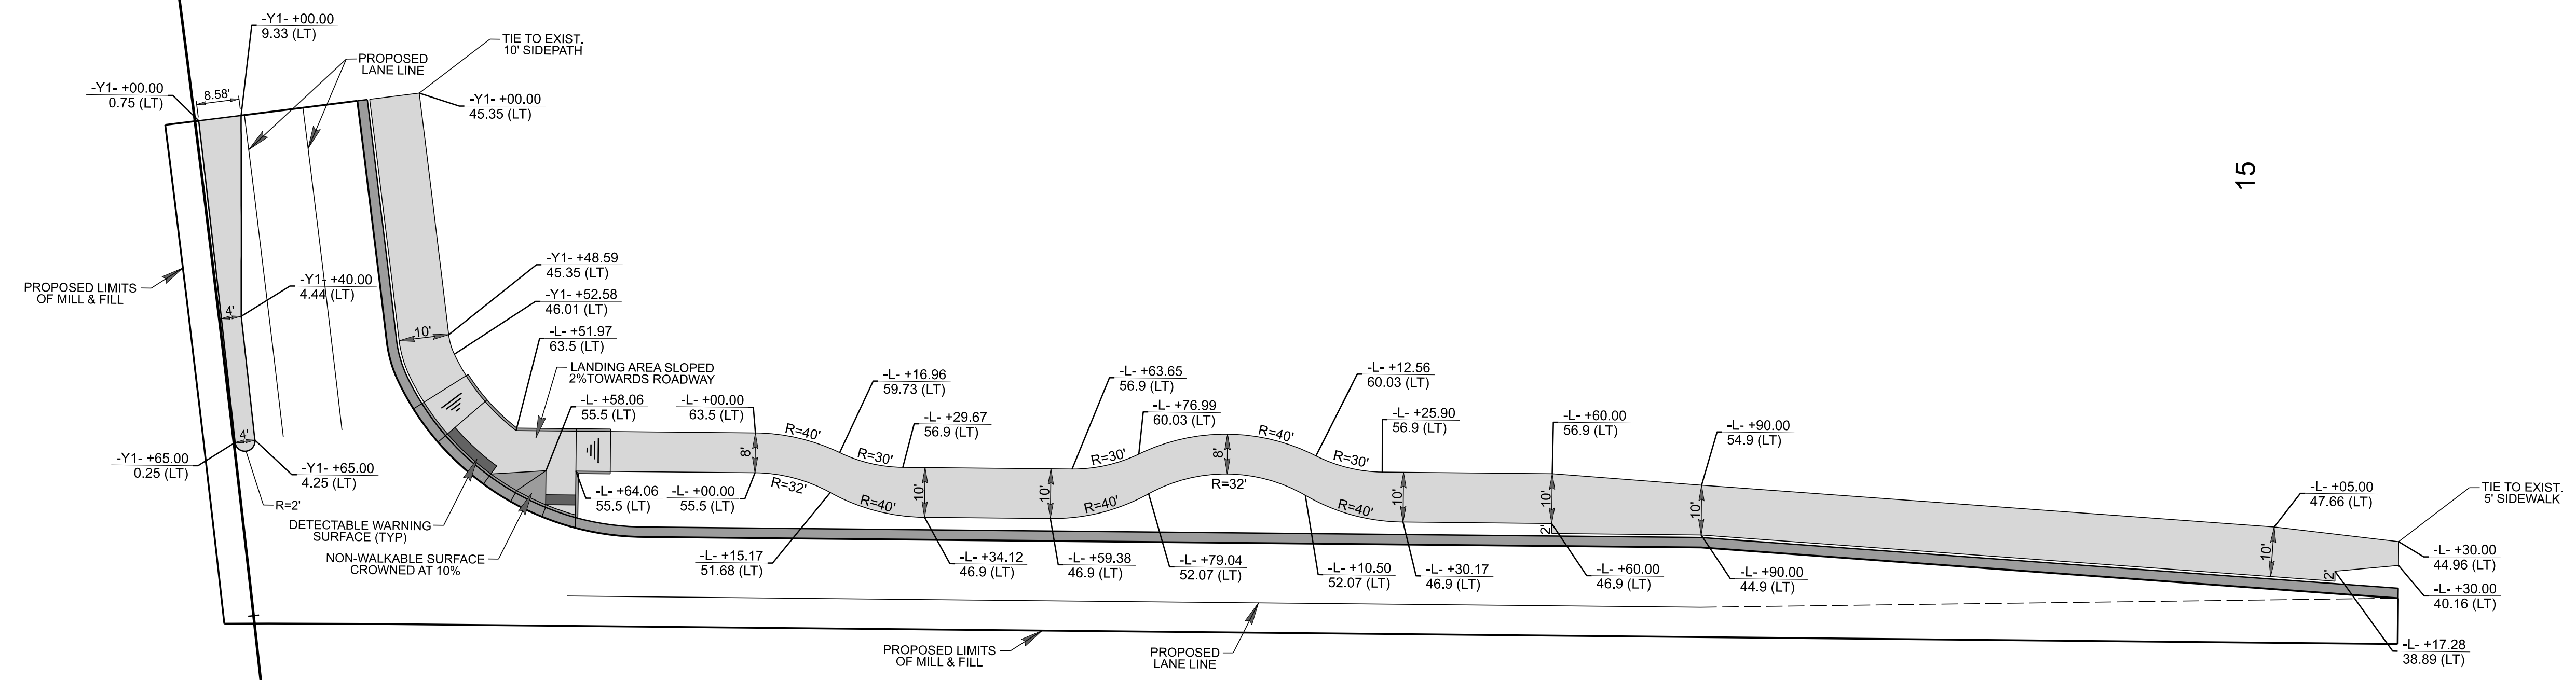 -Y1- +00.00
9.33 (LT)
TIE TO EXIST.
10' SIDEPATH
PROPOSED
LANE LINE
-Y1- +00.00
0.75 (LT)
8.58'
-Y1- +00.00
45.35 (LT)
15
-Y1- +48.59
45.35 (LT)
PROPOSED LIMITS
OF MILL & FILL
-Y1- +40.00
4.44 (LT)
4'
-Y1- +52.58
46.01 (LT)
10'
-L- +51.97
63.5 (LT)
LANDING AREA SLOPED
2%TOWARDS ROADWAY
-L- +58.06
55.5 (LT)
-L- +00.00
63.5 (LT)
-L- +16.96
59.73 (LT)
-L- +29.67
56.9 (LT)
-L- +63.65
56.9 (LT)
-L- +76.99
60.03 (LT)
-L- +12.56
60.03 (LT)
-L- +25.90
56.9 (LT)
-L- +60.00
56.9 (LT)
-L- +90.00
54.9 (LT)
-L- +05.00
47.66 (LT)
TIE TO EXIST.
5' SIDEWALK
R=40'
R=30'
R=30'
R=40'
R=30'
8'
8'
R=32'
R=40'
10'
10'
R=40'
R=32'
R=40'
10'
10'
2'
10'
10'
2'
4'
-Y1- +65.00
0.25 (LT)
-Y1- +65.00
4.25 (LT)
R=2'
DETECTABLE WARNING
SURFACE (TYP)
NON-WALKABLE SURFACE
CROWNED AT 10%
-L- +64.06
55.5 (LT)
-L- +00.00
55.5 (LT)
-L- +15.17
51.68 (LT)
-L- +34.12
46.9 (LT)
-L- +59.38
46.9 (LT)
-L- +79.04
52.07 (LT)
-L- +10.50
52.07 (LT)
-L- +30.17
46.9 (LT)
-L- +60.00
46.9 (LT)
-L- +90.00
44.9 (LT)
-L- +30.00
44.96 (LT)
-L- +30.00
40.16 (LT)
-L- +17.28
38.89 (LT)
PROPOSED LIMITS
OF MILL & FILL
PROPOSED
LANE LINE